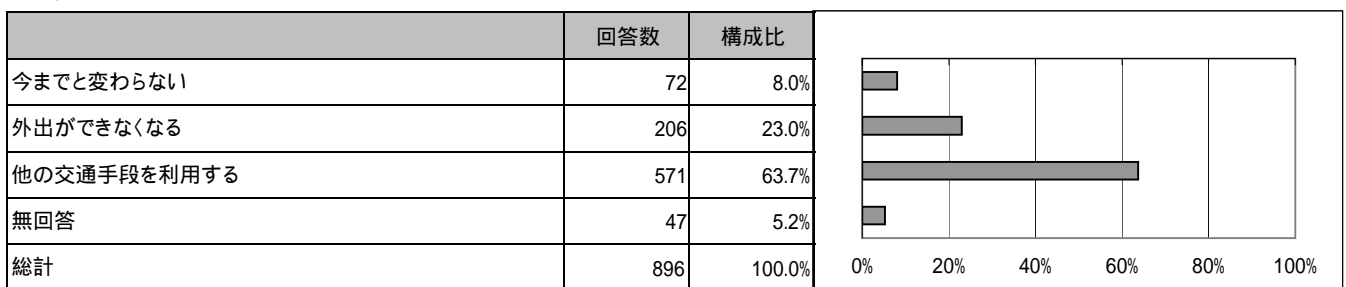 回答数 構成比
今までと変わらない 72 8.0%
外出ができなくなる 206 23.0%
他の交通手段を利用する 571 63.7%
無回答 47 5.2%
総計 896 100.0%
0% 20% 40% 60% 80% 100%